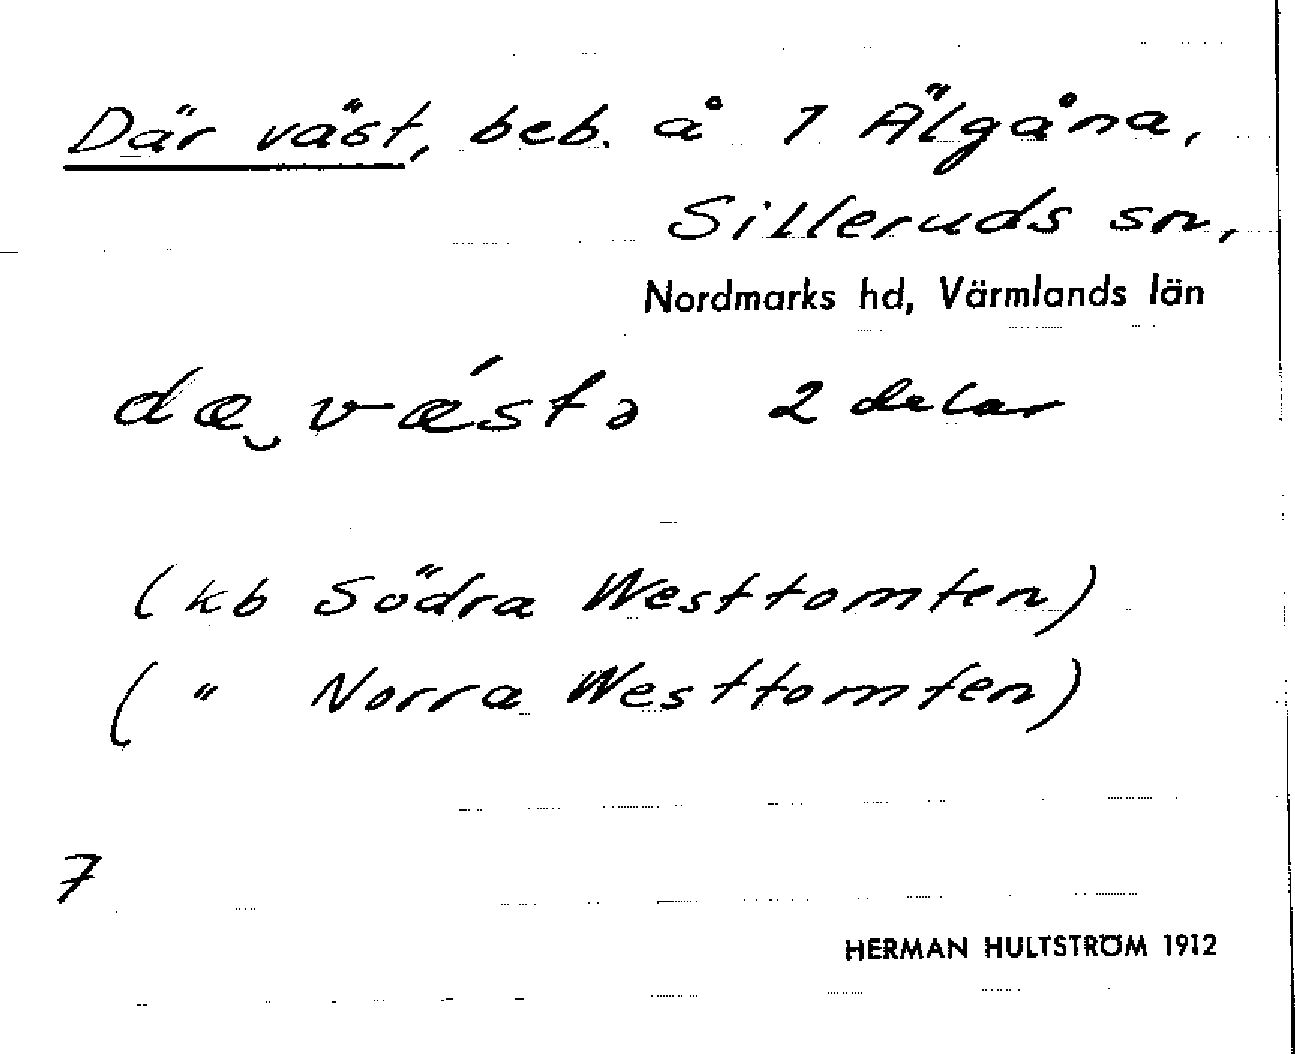 Där väst, beb. å 1 Älgåna,
Silleruds sn,
Nordmarks hd, Värmlands län
dæ‿vǽstə 2 delar
(kb Södra Westtomten)
( " Norra Westtomten)
7
HERMAN HULTSTRÖM 1912